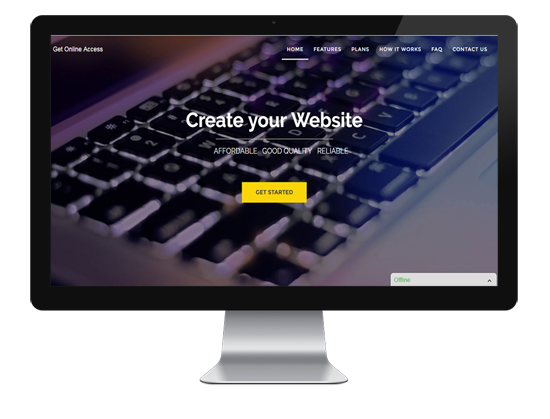 Get Online Access
HOME FEATURES PLANS HOW IT WORKS FAQ CONTACT US
Create your Website
AFFORDABLE · GOOD QUALITY · RELIABLE
GET STARTED
Offline